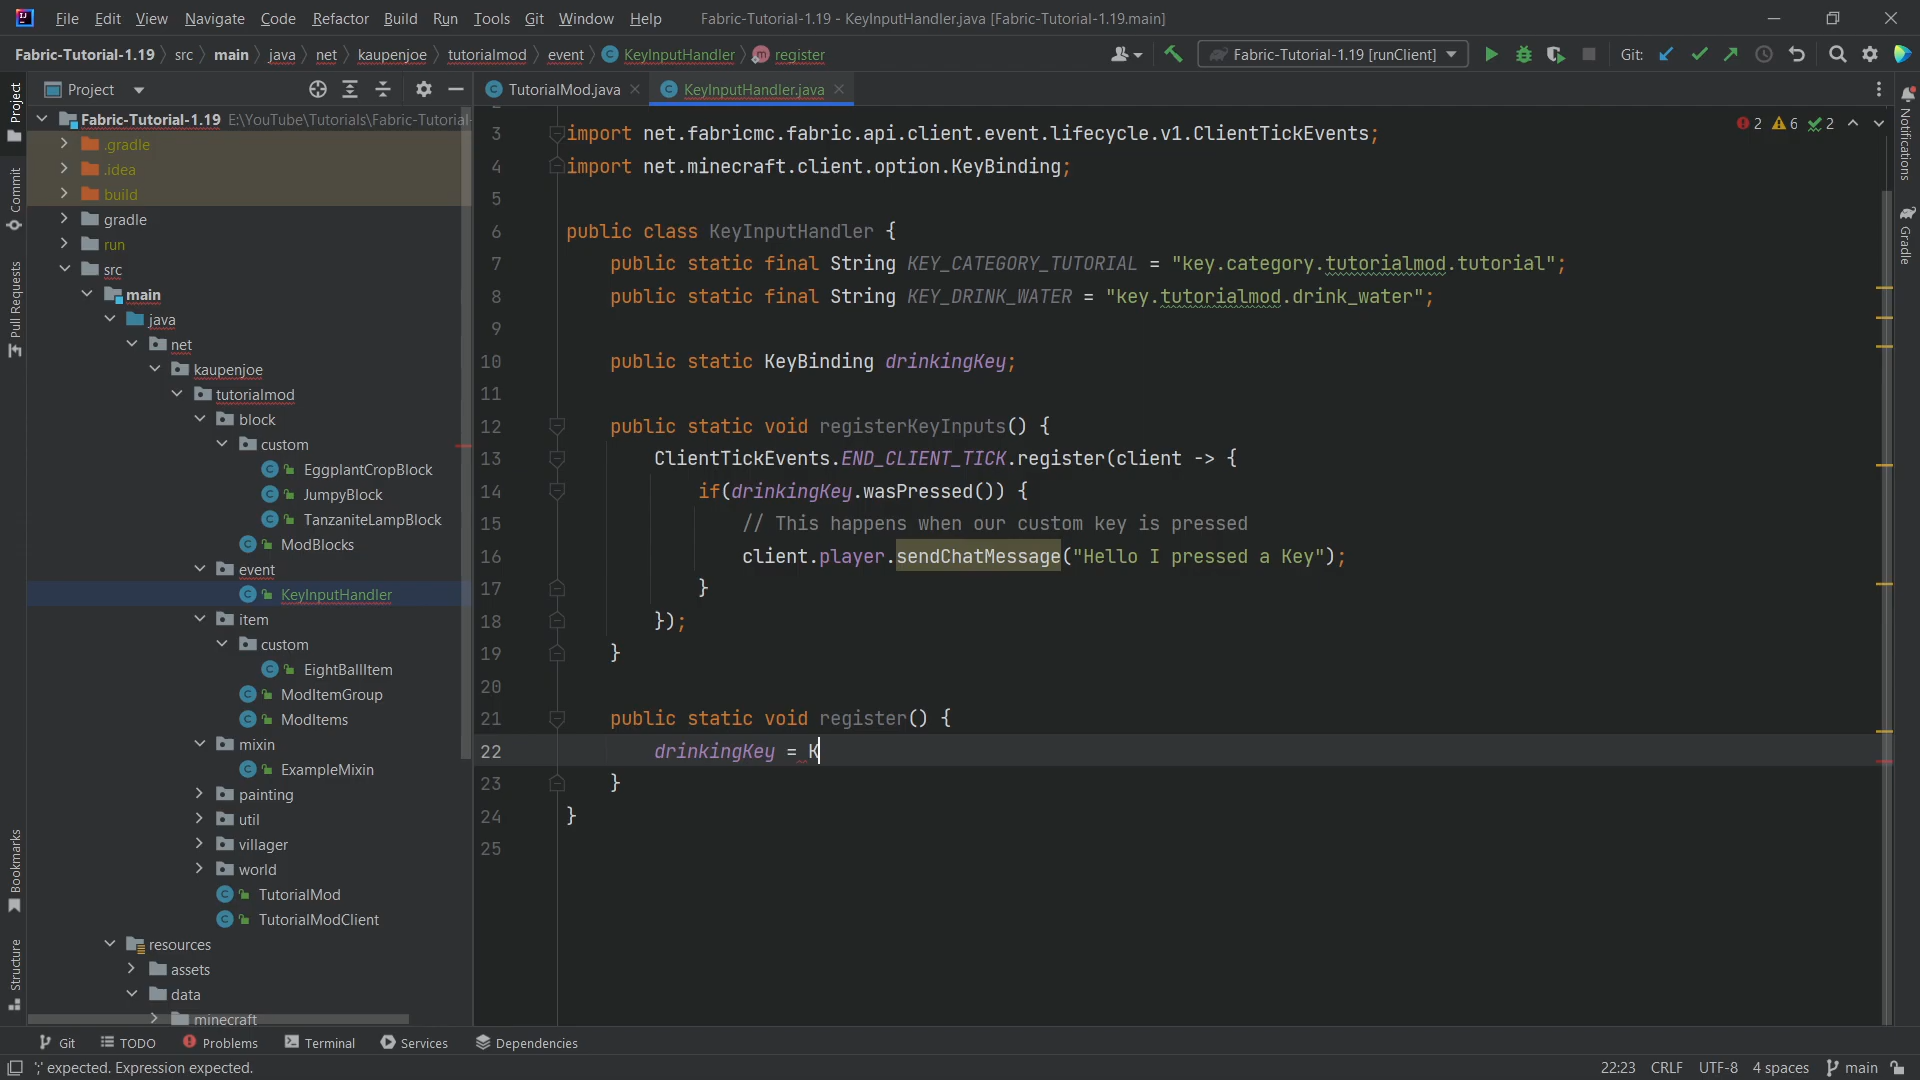 File Edit View Navigate Code Refactor Build Run Tools Git Window Help Fabric-Tutorial-1.19 - KeyInputHandler.java [Fabric-Tutorial-1.19.main]
Fabric-Tutorial-1.19 src main java net kaupenjoe tutorialmod event KeyInputHandler register Fabric-Tutorial-1.19 [runClient] Git:
Project TutorialMod.java KeyInputHandler.java
Fabric-Tutorial-1.19 E:\YouTube\Tutorials\Fabric-Tutorial-
.gradle
.idea
build
gradle
run
src
main
java
net
kaupenjoe
tutorialmod
block
custom
EggplantCropBlock
JumpyBlock
TanzaniteLampBlock
ModBlocks
event
KeyInputHandler
item
custom
EightBallItem
ModItemGroup
ModItems
mixin
ExampleMixin
painting
util
villager
world
TutorialMod
TutorialModClient
resources
assets
data
minecraft
Project
Commit
Pull Requests
Bookmarks
Structure
2 6 2
3 import net.fabricmc.fabric.api.client.event.lifecycle.v1.ClientTickEvents;
4 import net.minecraft.client.option.KeyBinding;
5
6 public class KeyInputHandler {
7 public static final String KEY_CATEGORY_TUTORIAL = "key.category.tutorialmod.tutorial";
8 public static final String KEY_DRINK_WATER = "key.tutorialmod.drink_water";
9
10 public static KeyBinding drinkingKey;
11
12 public static void registerKeyInputs() {
13 ClientTickEvents.END_CLIENT_TICK.register(client -> {
14 if(drinkingKey.wasPressed()) {
15 // This happens when our custom key is pressed
16 client.player.sendChatMessage("Hello I pressed a Key");
17 }
18 });
19 }
20
21 public static void register() {
22 drinkingKey = K
23 }
24 }
25
Notifications
Gradle
Git TODO Problems Terminal Services Dependencies
';' expected. Expression expected. 22:23 CRLF UTF-8 4 spaces main